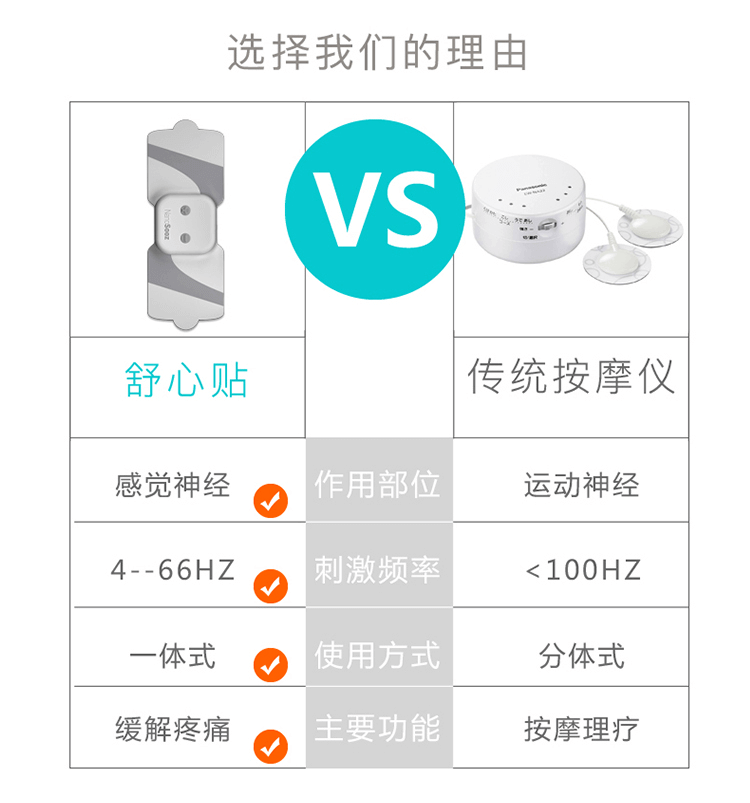 选择我们的理由
VS
Panasonic
舒心贴
传统按摩仪
感觉神经
作用部位
运动神经
4--66HZ
刺激频率
<100HZ
一体式
使用方式
分体式
缓解疼痛
主要功能
按摩理疗